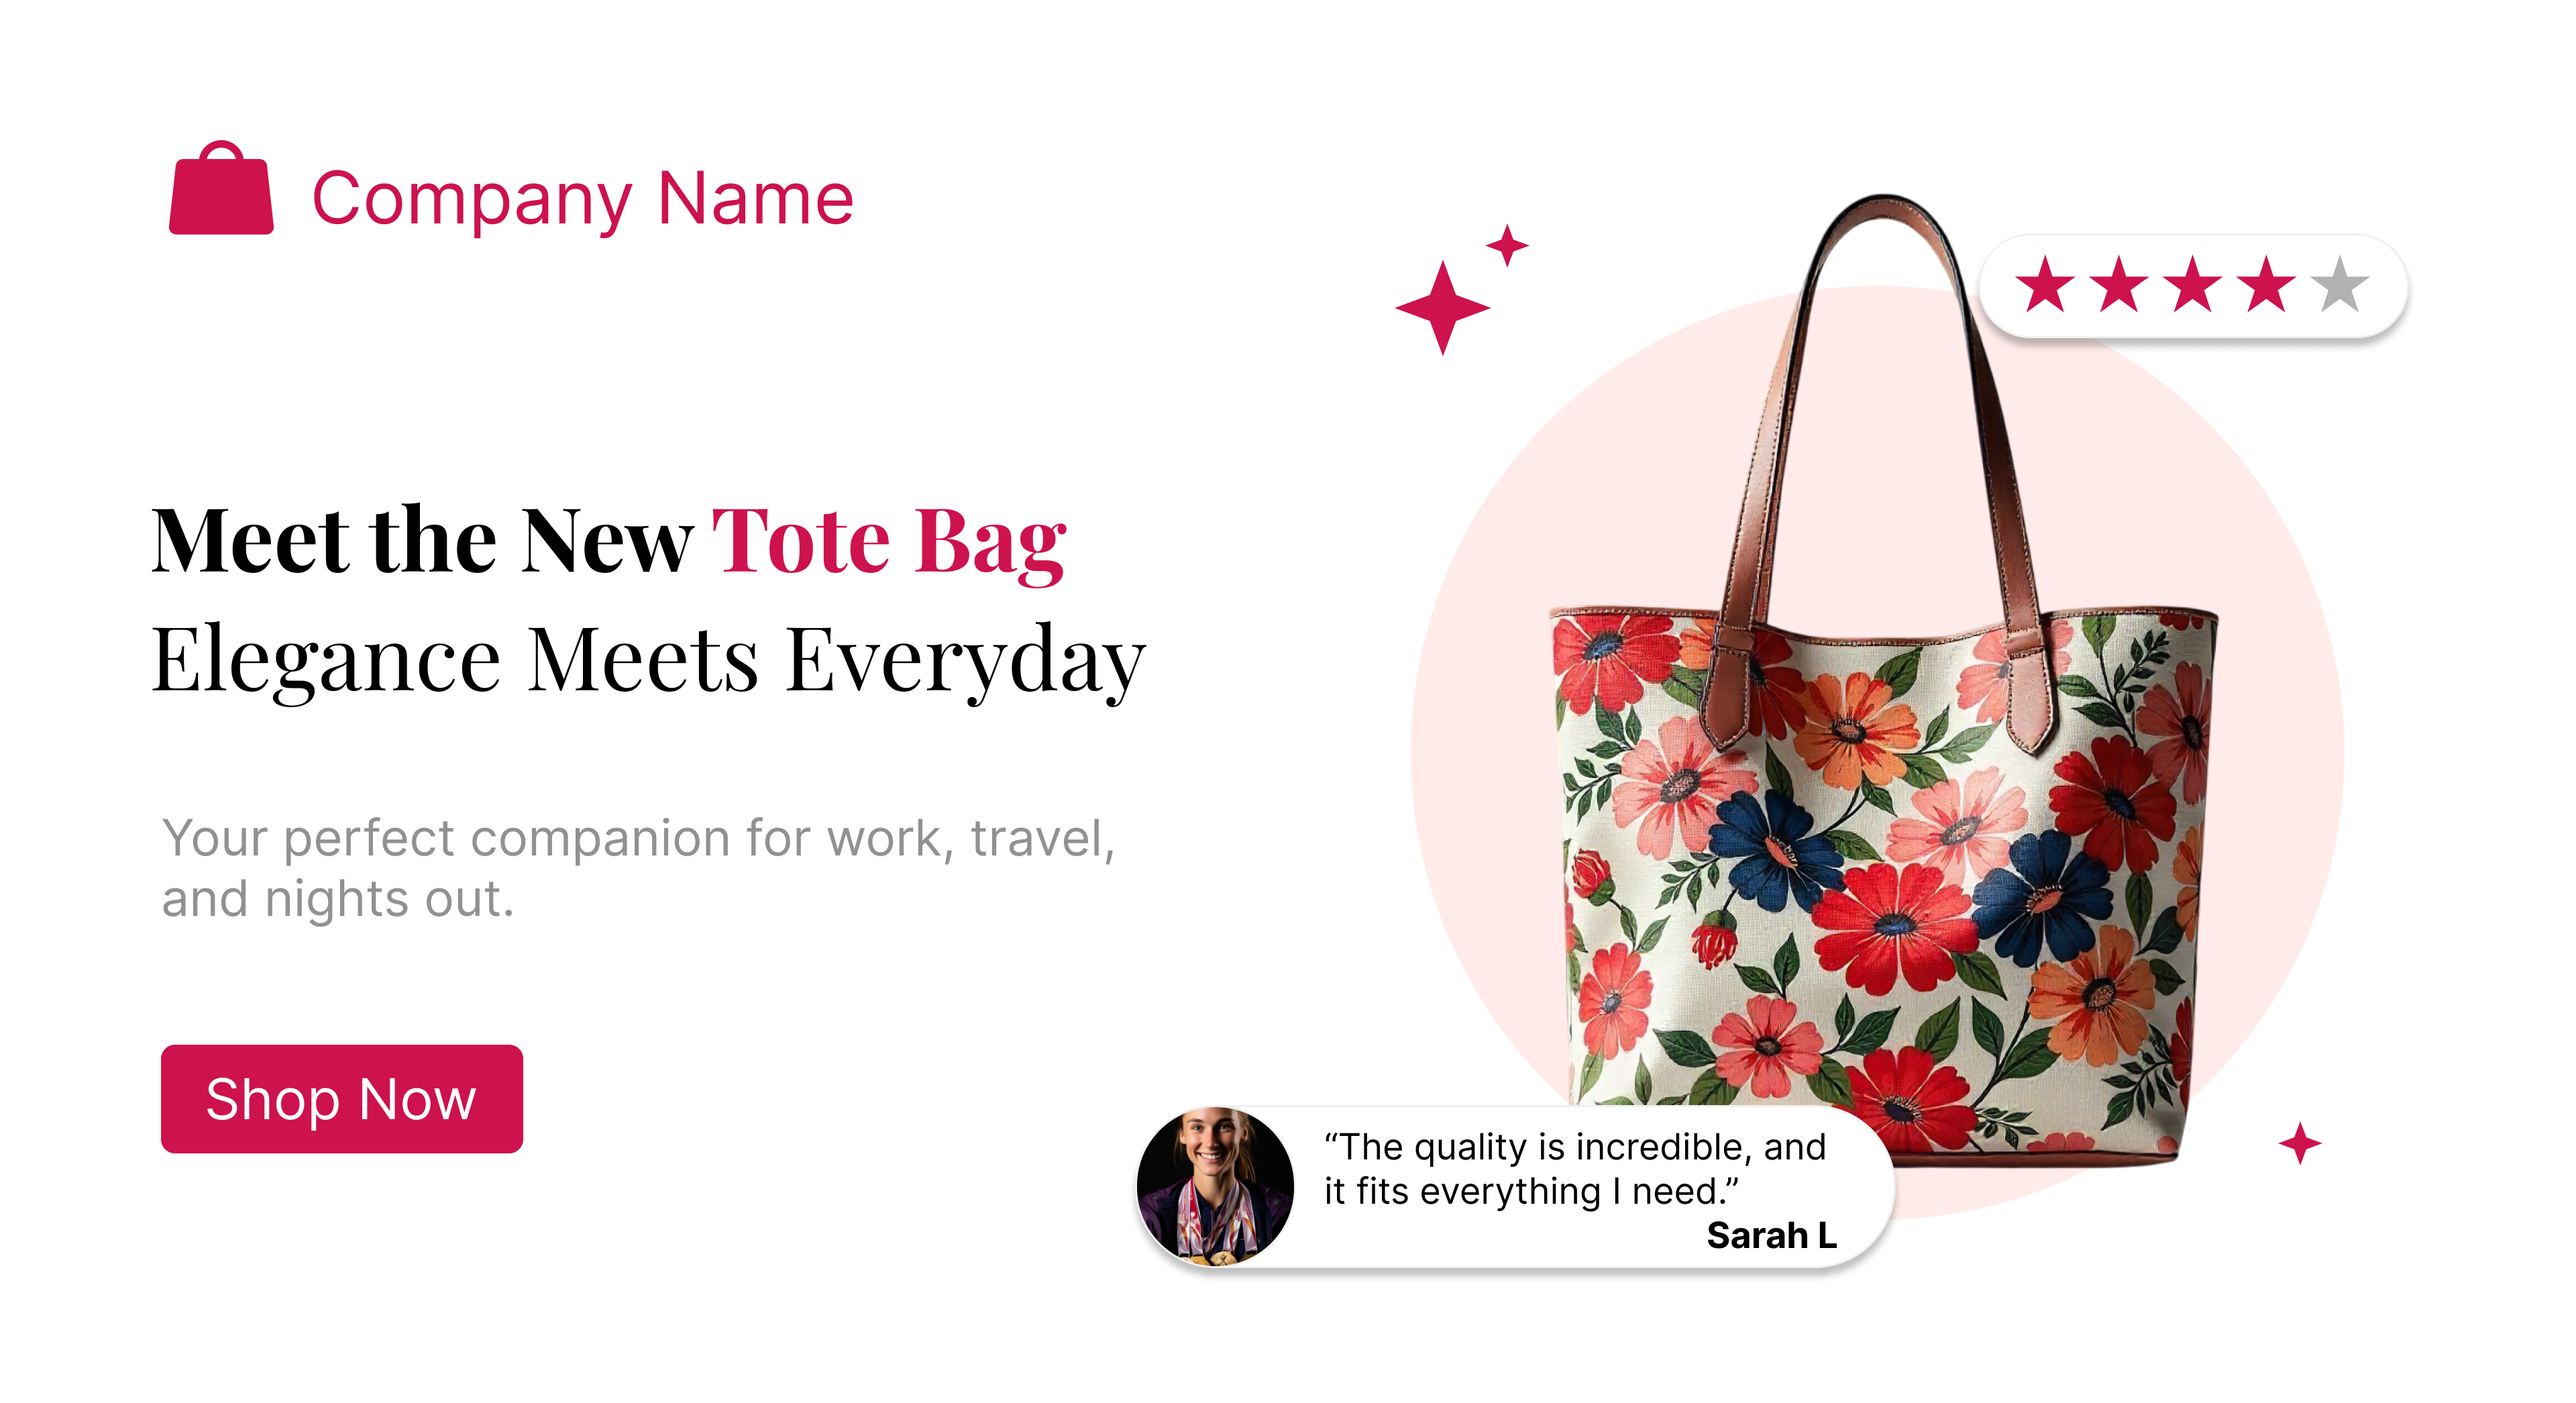 Company Name
Meet the New Tote Bag
Elegance Meets Everyday
Your perfect companion for work, travel,
and nights out.
Shop Now
“The quality is incredible, and
it fits everything I need.”
Sarah L